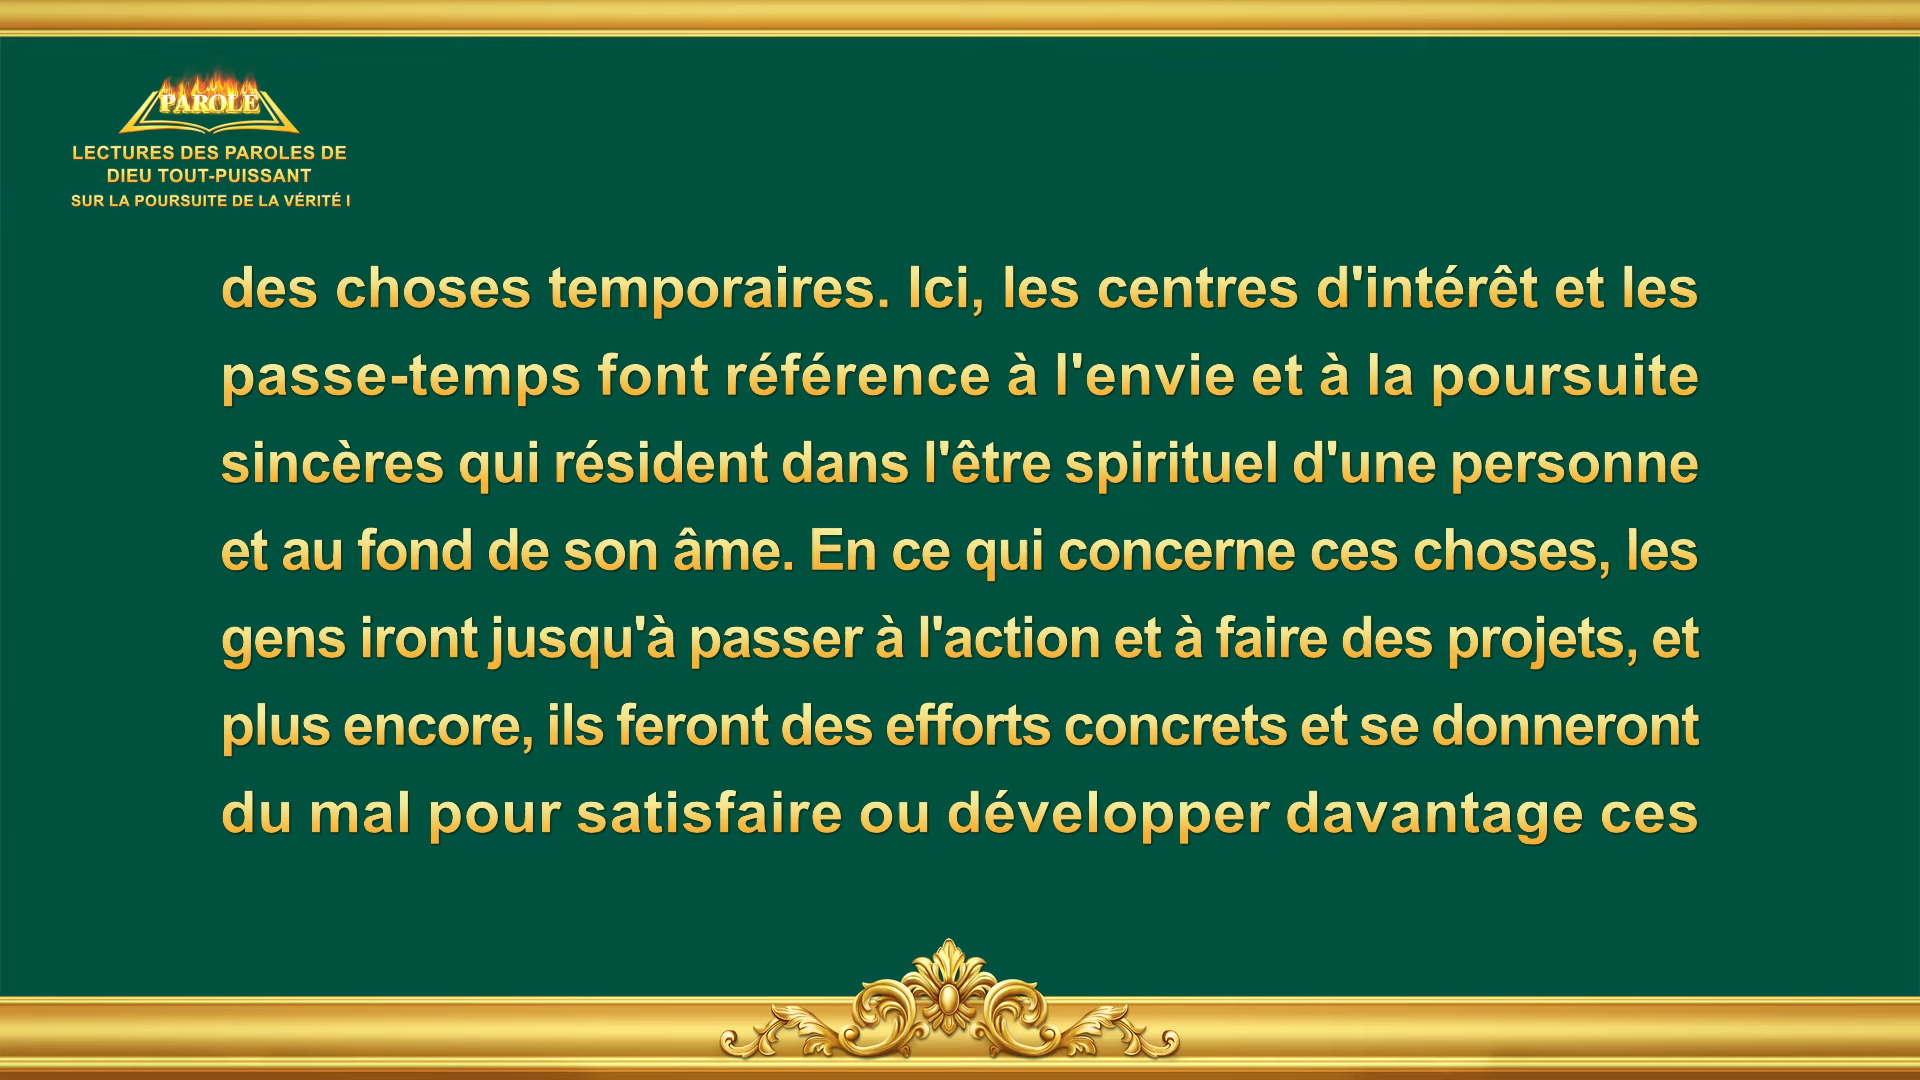 PAROLE
LECTURES DES PAROLES DE
DIEU TOUT-PUISSANT
SUR LA POURSUITE DE LA VÉRITÉ I
des choses temporaires. Ici, les centres d'intérêt et les
passe-temps font référence à l'envie et à la poursuite
sincères qui résident dans l'être spirituel d'une personne
et au fond de son âme. En ce qui concerne ces choses, les
gens iront jusqu'à passer à l'action et à faire des projets, et
plus encore, ils feront des efforts concrets et se donneront
du mal pour satisfaire ou développer davantage ces